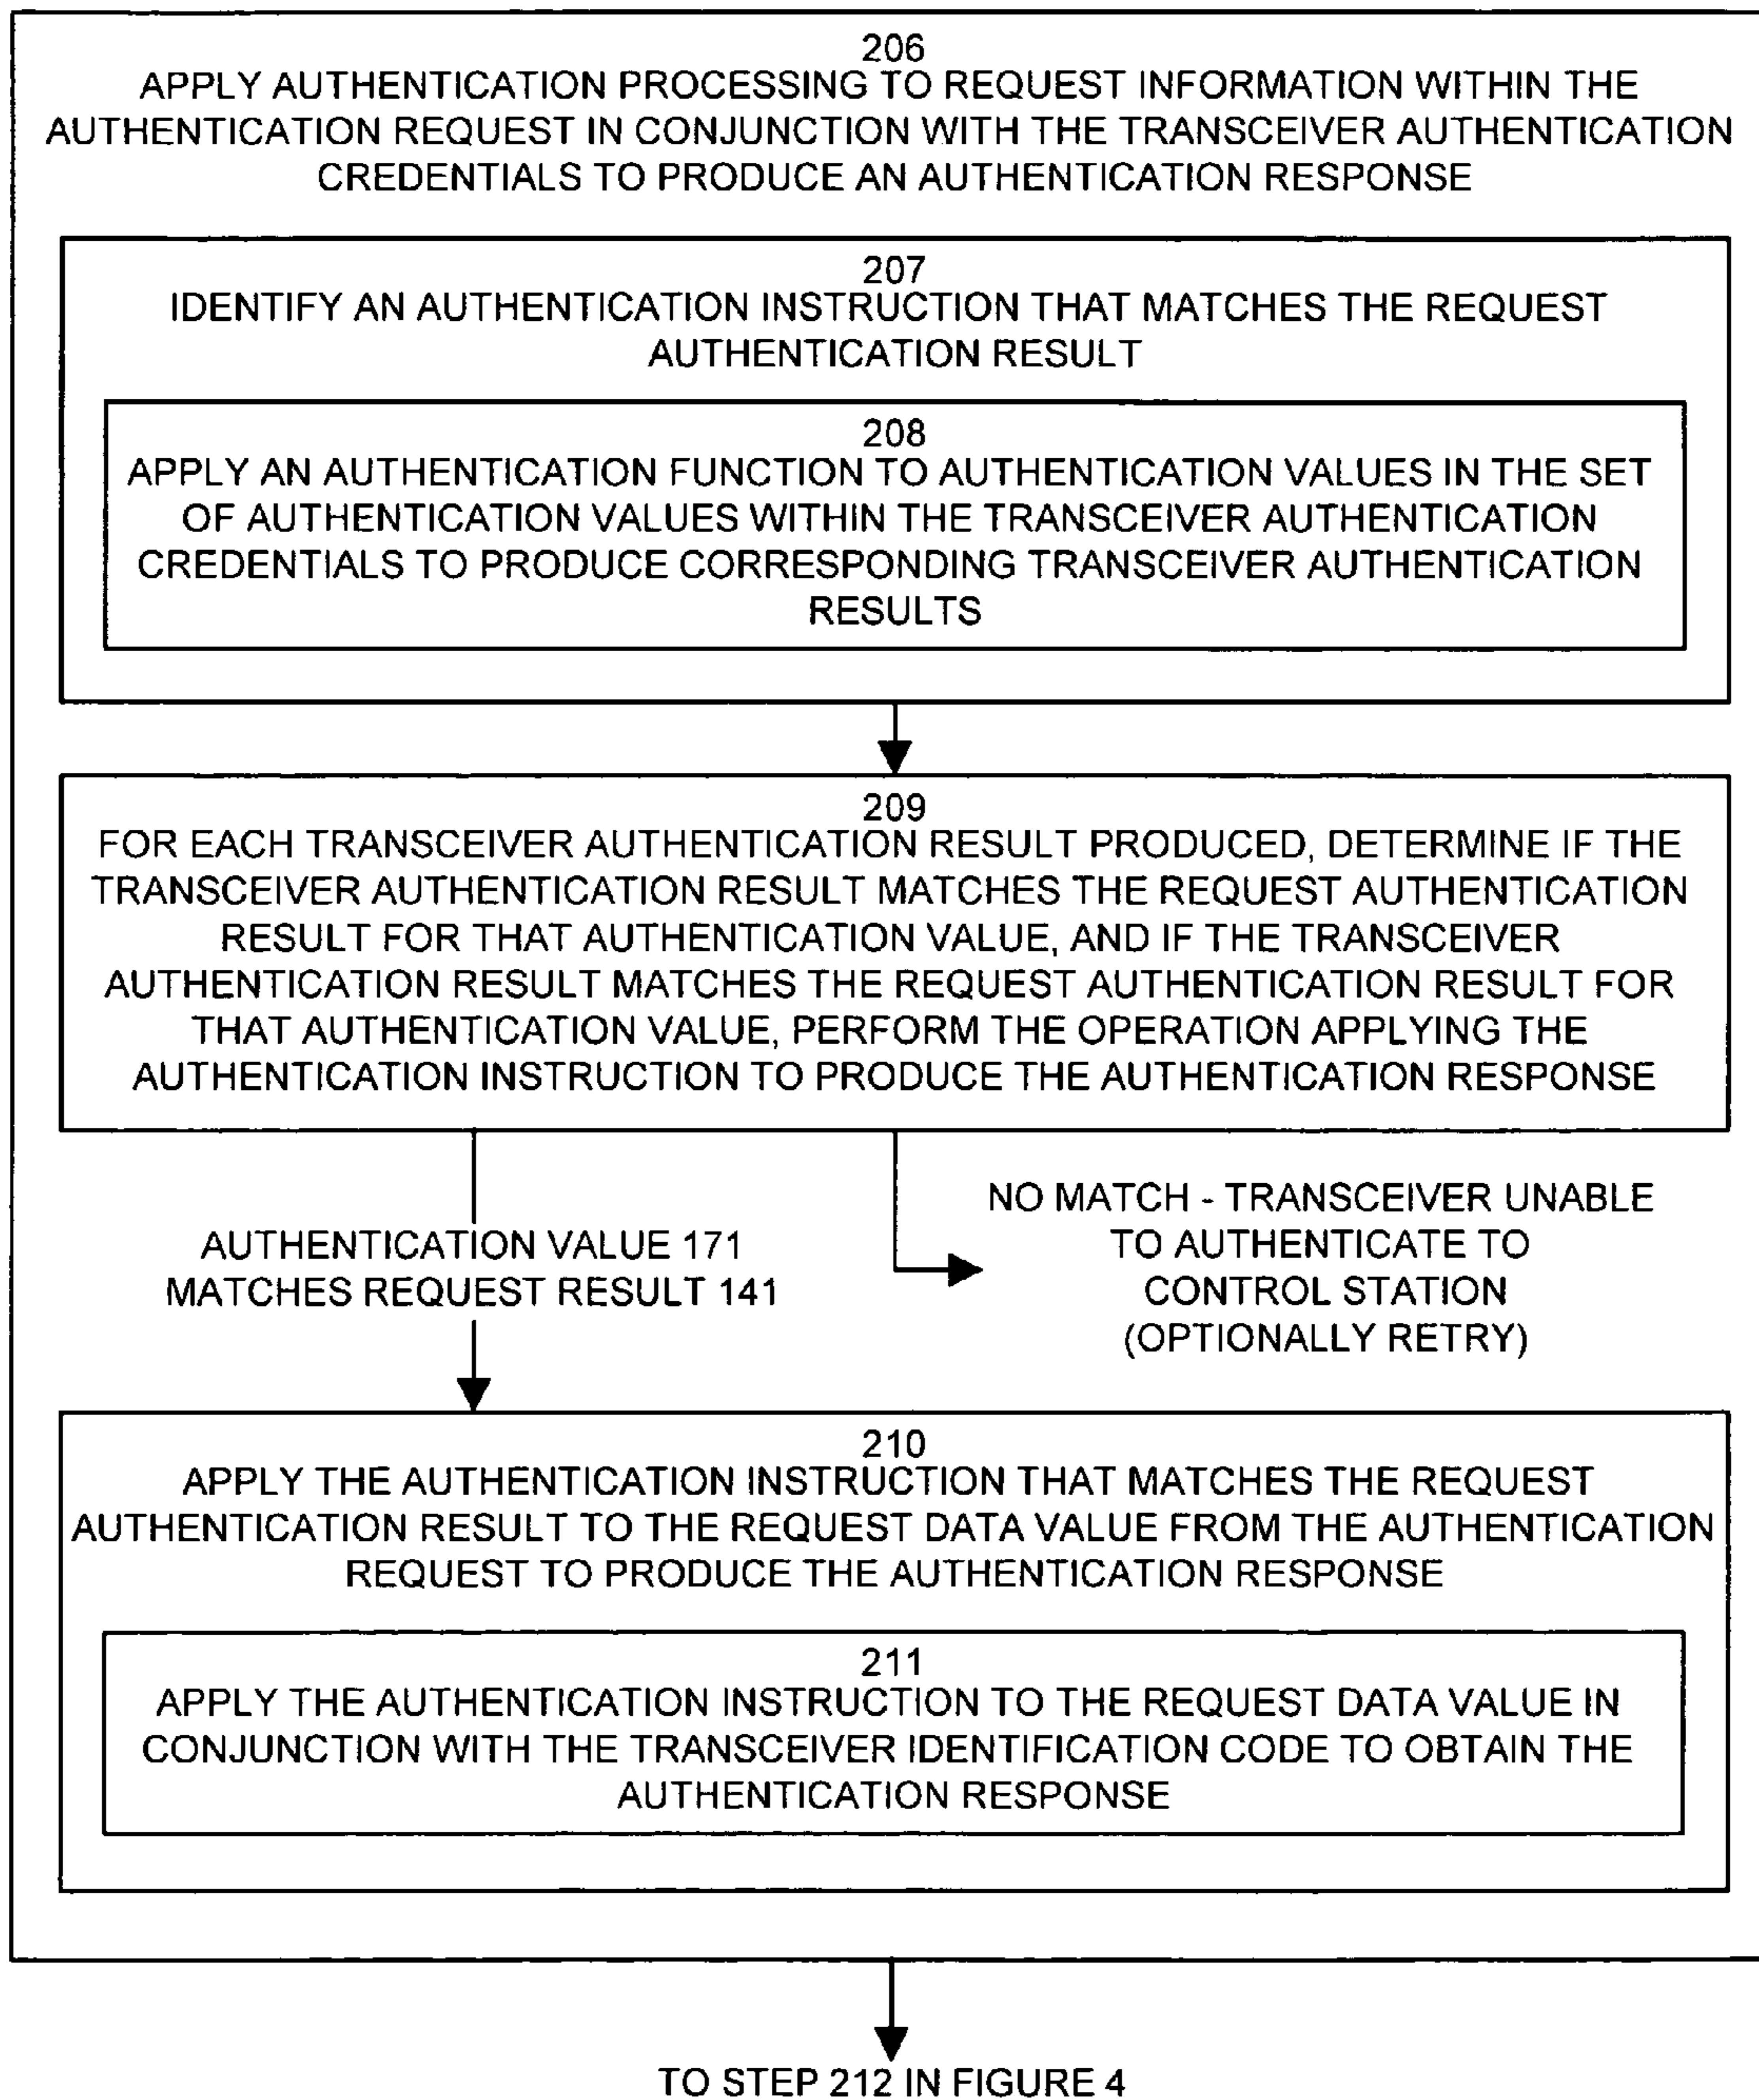 206
APPLY AUTHENTICATION PROCESSING TO REQUEST INFORMATION WITHIN THE
AUTHENTICATION REQUEST IN CONJUNCTION WITH THE TRANSCEIVER AUTHENTICATION
CREDENTIALS TO PRODUCE AN AUTHENTICATION RESPONSE
207
IDENTIFY AN AUTHENTICATION INSTRUCTION THAT MATCHES THE REQUEST
AUTHENTICATION RESULT
208
APPLY AN AUTHENTICATION FUNCTION TO AUTHENTICATION VALUES IN THE SET
OF AUTHENTICATION VALUES WITHIN THE TRANSCEIVER AUTHENTICATION
CREDENTIALS TO PRODUCE CORRESPONDING TRANSCEIVER AUTHENTICATION
RESULTS
209
FOR EACH TRANSCEIVER AUTHENTICATION RESULT PRODUCED, DETERMINE IF THE
TRANSCEIVER AUTHENTICATION RESULT MATCHES THE REQUEST AUTHENTICATION
RESULT FOR THAT AUTHENTICATION VALUE, AND IF THE TRANSCEIVER
AUTHENTICATION RESULT MATCHES THE REQUEST AUTHENTICATION RESULT FOR
THAT AUTHENTICATION VALUE, PERFORM THE OPERATION APPLYING THE
AUTHENTICATION INSTRUCTION TO PRODUCE THE AUTHENTICATION RESPONSE
AUTHENTICATION VALUE 171
MATCHES REQUEST RESULT 141
NO MATCH - TRANSCEIVER UNABLE
TO AUTHENTICATE TO
CONTROL STATION
(OPTIONALLY RETRY)
210
APPLY THE AUTHENTICATION INSTRUCTION THAT MATCHES THE REQUEST
AUTHENTICATION RESULT TO THE REQUEST DATA VALUE FROM THE AUTHENTICATION
REQUEST TO PRODUCE THE AUTHENTICATION RESPONSE
211
APPLY THE AUTHENTICATION INSTRUCTION TO THE REQUEST DATA VALUE IN
CONJUNCTION WITH THE TRANSCEIVER IDENTIFICATION CODE TO OBTAIN THE
AUTHENTICATION RESPONSE
TO STEP 212 IN FIGURE 4